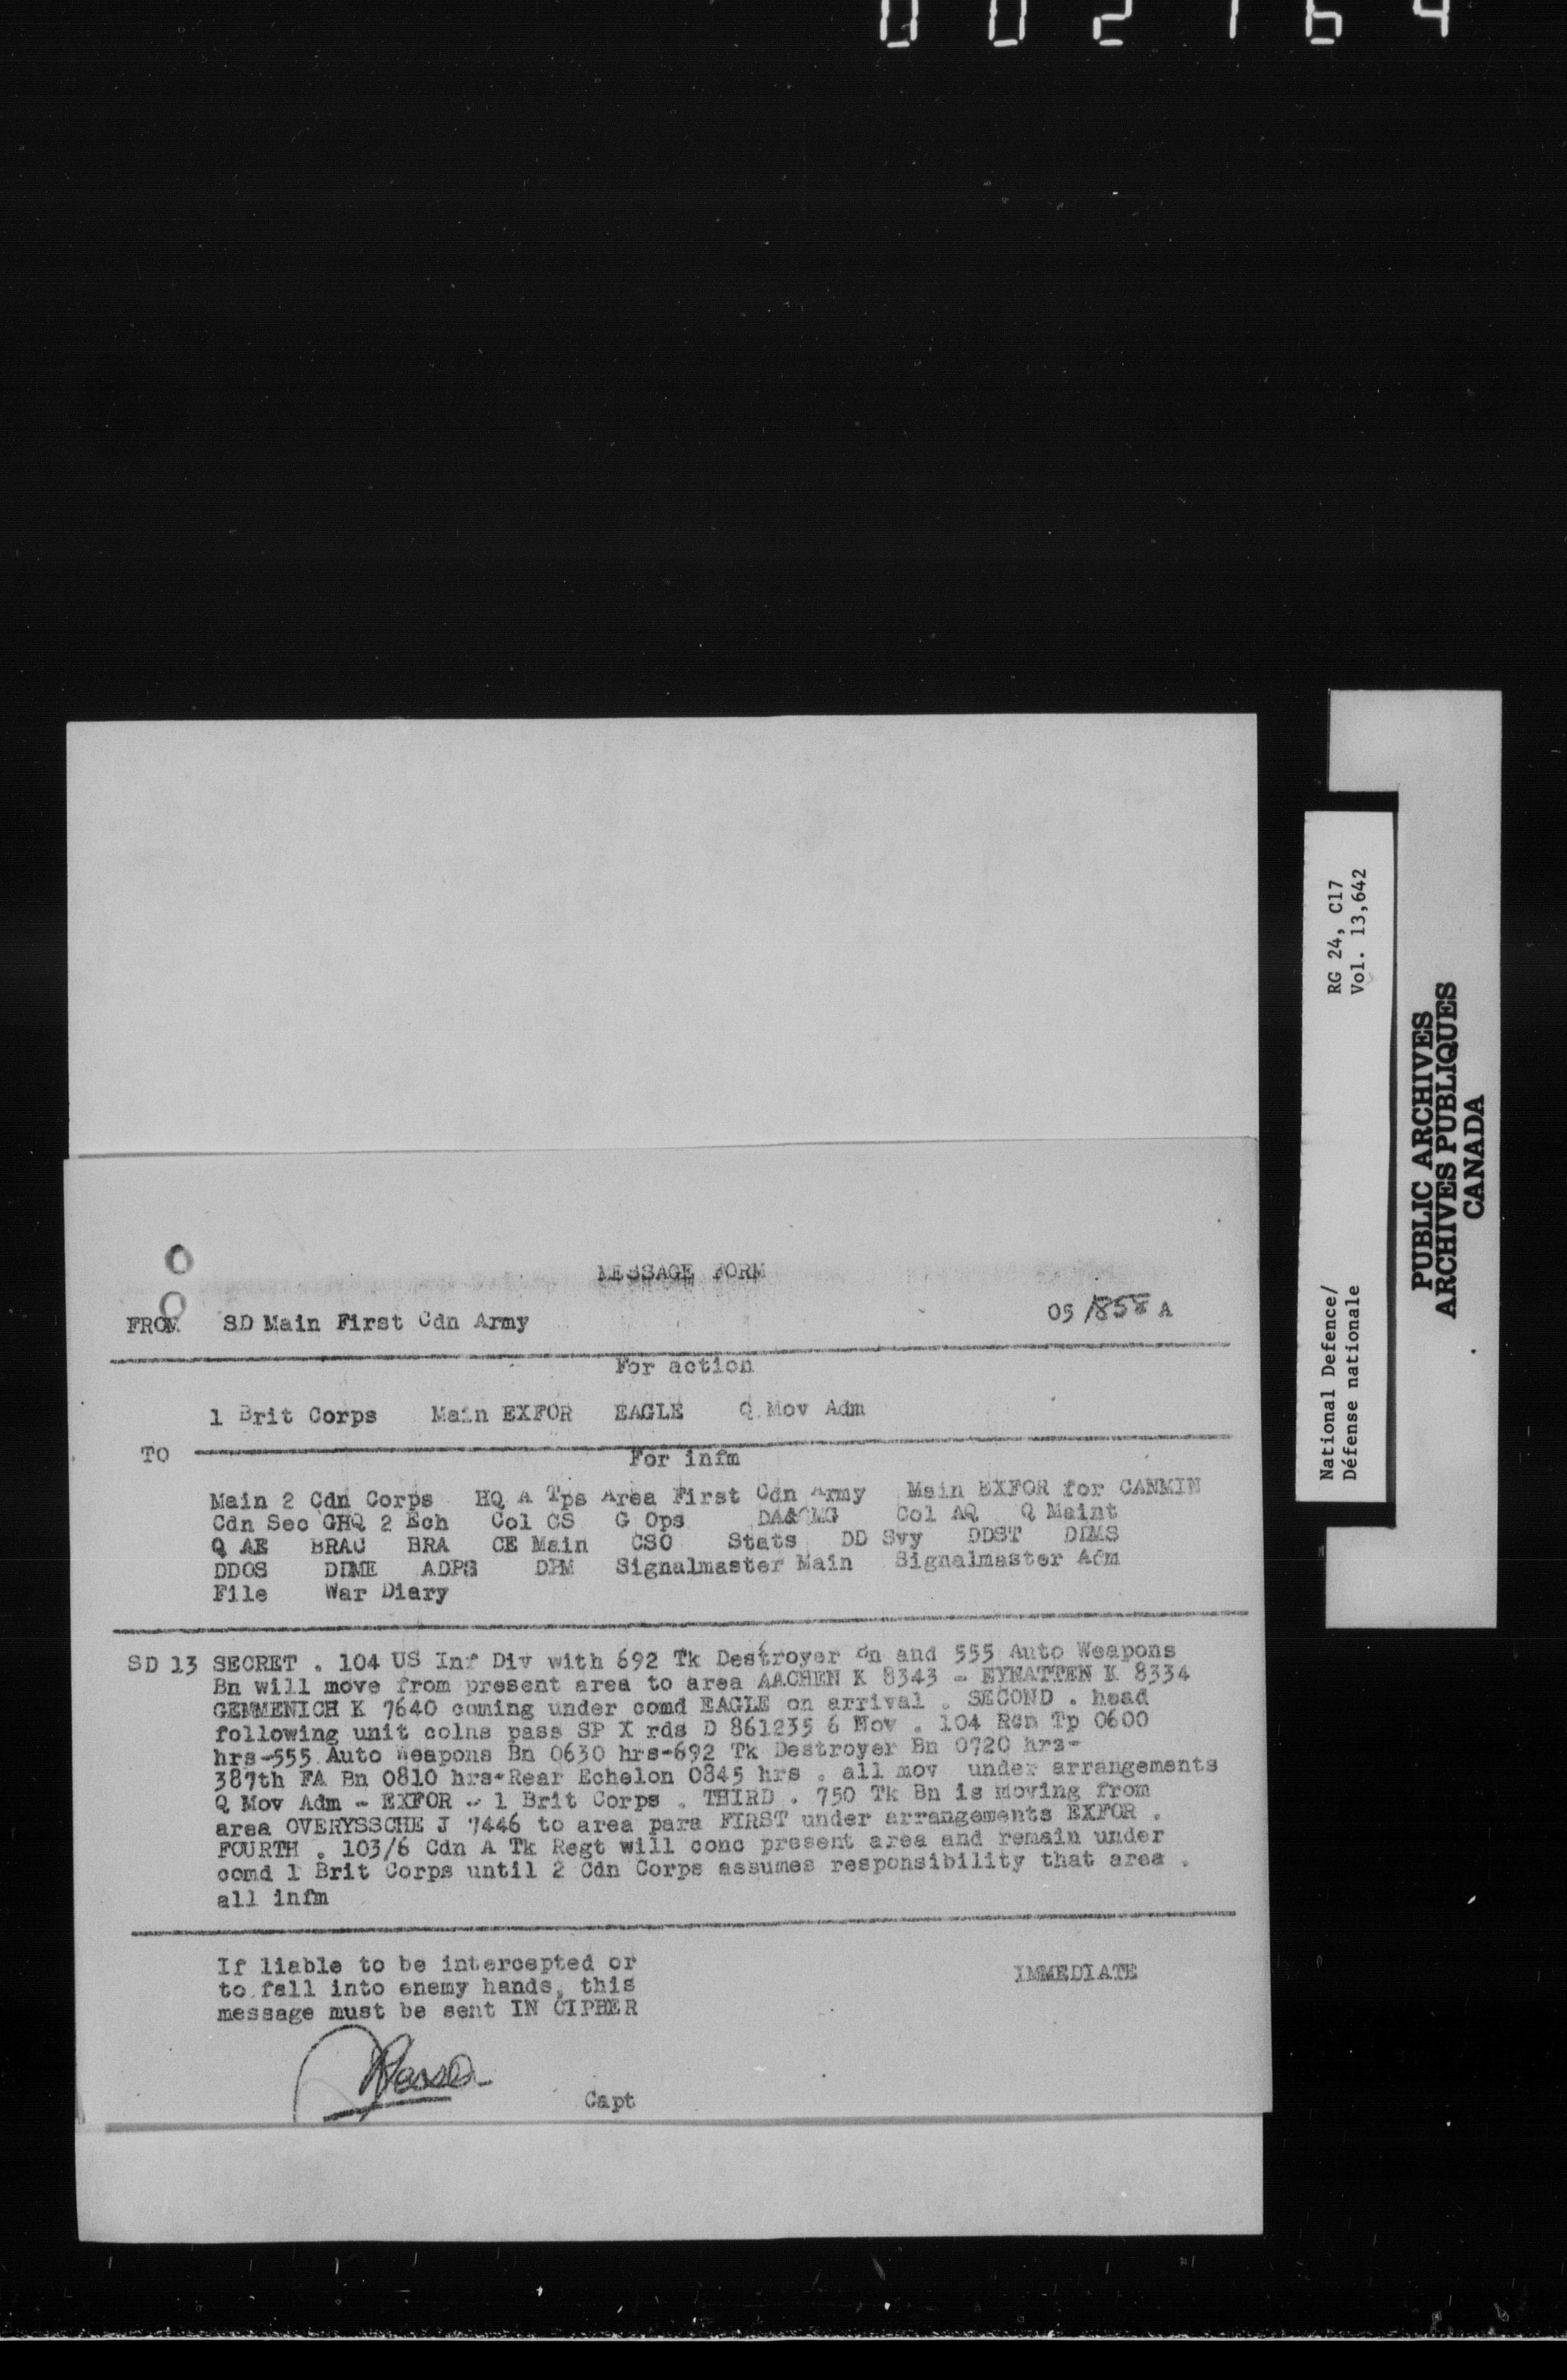 002164
MESSAGE FORM
FROM SD Main First Cdn Army 05 1858 A
For action
1 Brit Corps Main EXFOR EAGLE Q Mov Adm
TO
For infm
Main 2 Cdn Corps HQ A Tps Area First Cdn Army Main EXFOR for CANMIN
Cdn Sec GHQ 2 Ech Col GS G Ops DA&QMG Col AQ Q Maint
Q AE BRAC BRA CE Main CSO Stats DD Svy DDST DDMS
DDOS DDME ADPS DPM Signalmaster Main Signalmaster Adm
File War Diary
SD 13 SECRET . 104 US Inf Div with 692 Tk Destroyer Bn and 555 Auto Weapons
Bn will move from present area to area AACHEN K 8343 - EYNATTEN K 8334
GEMMENICH K 7640 coming under comd EAGLE on arrival . SECOND . head
following unit colns pass SP X rds D 861235 6 Nov . 104 Rcn Tp 0600
hrs-555 Auto Weapons Bn 0630 hrs-692 Tk Destroyer Bn 0720 hrs-
387th FA Bn 0810 hrs-Rear Echelon 0845 hrs . all mov under arrangements
Q Mov Adm - EXFOR - 1 Brit Corps . THIRD . 750 Tk Bn is moving from
area OVERYSSCHE J 7446 to area para FIRST under arrangements EXFOR .
FOURTH . 103/6 Cdn A Tk Regt will conc present area and remain under
comd 1 Brit Corps until 2 Cdn Corps assumes responsibility that area .
all infm
If liable to be intercepted or
to fall into enemy hands, this
message must be sent IN CIPHER
IMMEDIATE
Capt
National Defence/
Défense nationale
RG 24, C17
Vol. 13,642
PUBLIC ARCHIVES
ARCHIVES PUBLIQUES
CANADA